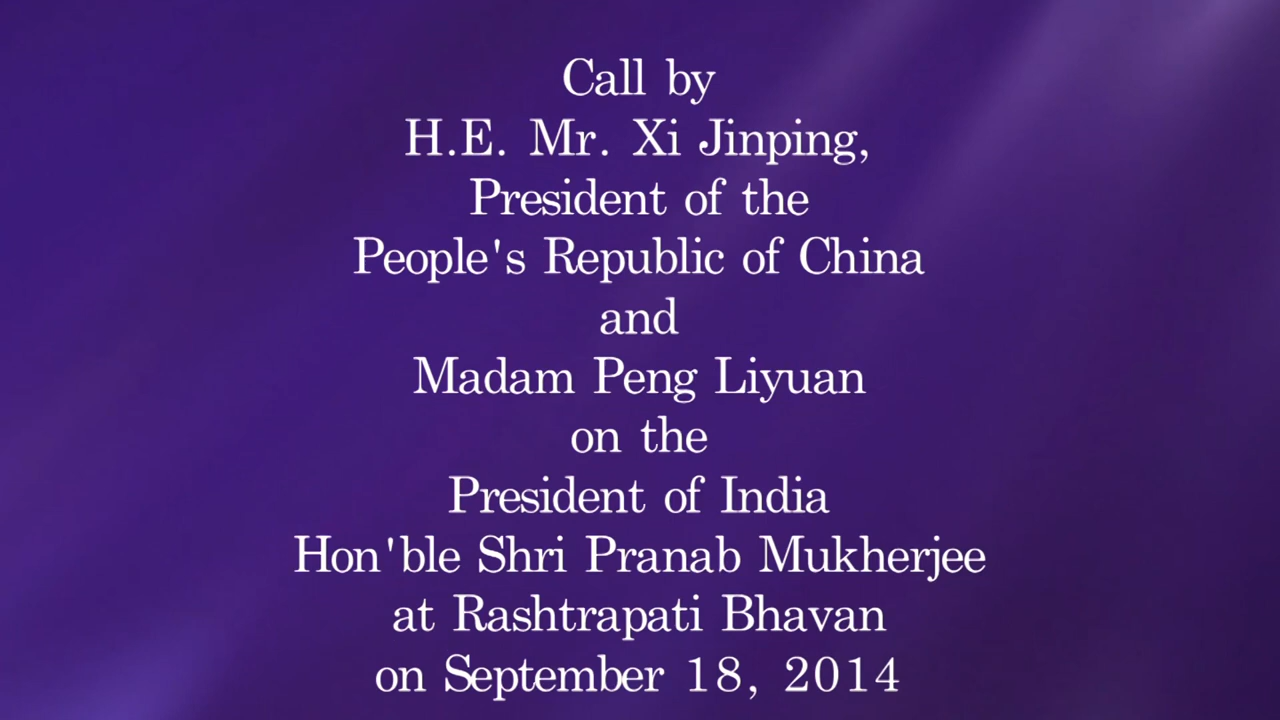 Call by
H.E. Mr. Xi Jinping,
President of the
People's Republic of China
and
Madam Peng Liyuan
on the
President of India
Hon'ble Shri Pranab Mukherjee
at Rashtrapati Bhavan
on September 18, 2014